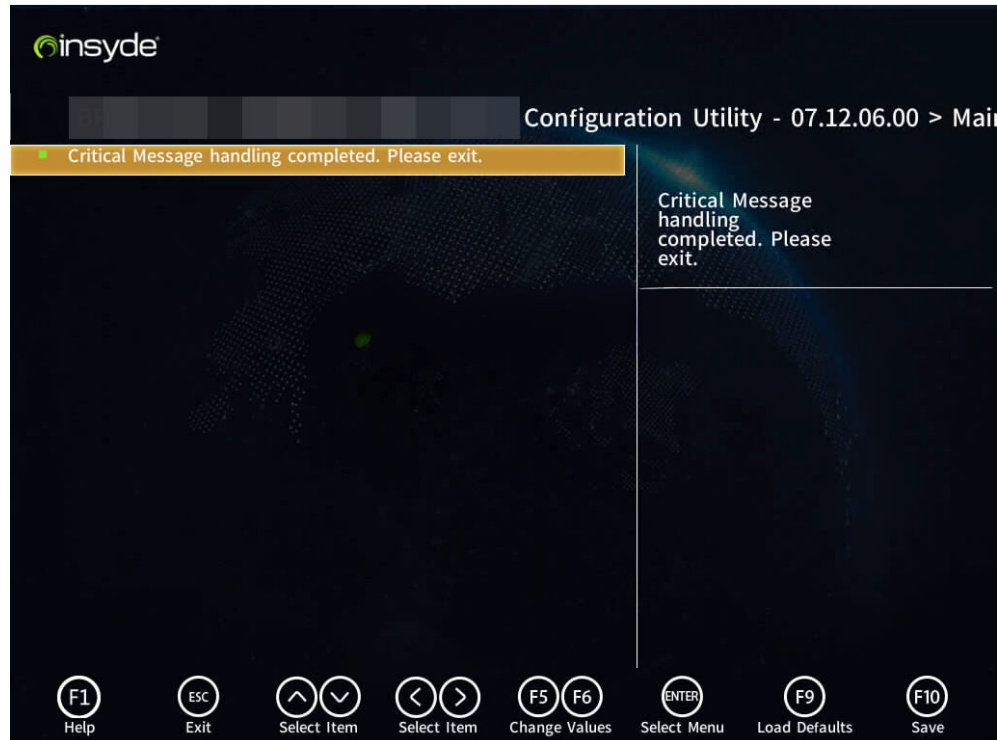 insyde
Configuration Utility - 07.12.06.00 > Main
Critical Message handling completed. Please exit.
Critical Message
handling
completed. Please
exit.
F1
Help
ESC
Exit
Select Item
Select Item
F5 F6
Change Values
ENTER
Select Menu
F9
Load Defaults
F10
Save